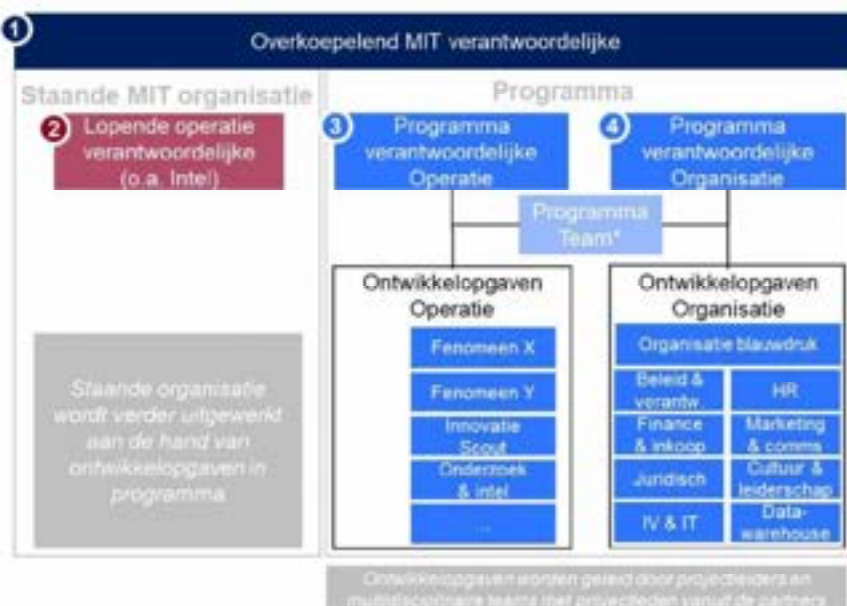 1
Overkoepelend MIT verantwoordelijke
Staande MIT organisatie
Programma
2
Lopende operatie
verantwoordelijke
(o.a. Intel)
3
Programma
verantwoordelijke
Operatie
4
Programma
verantwoordelijke
Organisatie
Programma
Team*
Ontwikkelopgaven
Operatie
Fenomeen X
Fenomeen Y
Innovatie
Scout
Onderzoek
& intel
...
Ontwikkelopgaven
Organisatie
Organisatie blauwdruk
Beleid &
verantw.
HR
Finance
& inkoop
Marketing
& comms
Juridisch
Cultuur &
leiderschap
IV & IT
Data-
warehouse
Staande organisatie
wordt verder uitgewerkt
aan de hand van
ontwikkelopgaven in
programma
Ontwikkelopgaven worden geleid door projectleiders en
multidisciplinaire teams met projectleden vanuit de partners